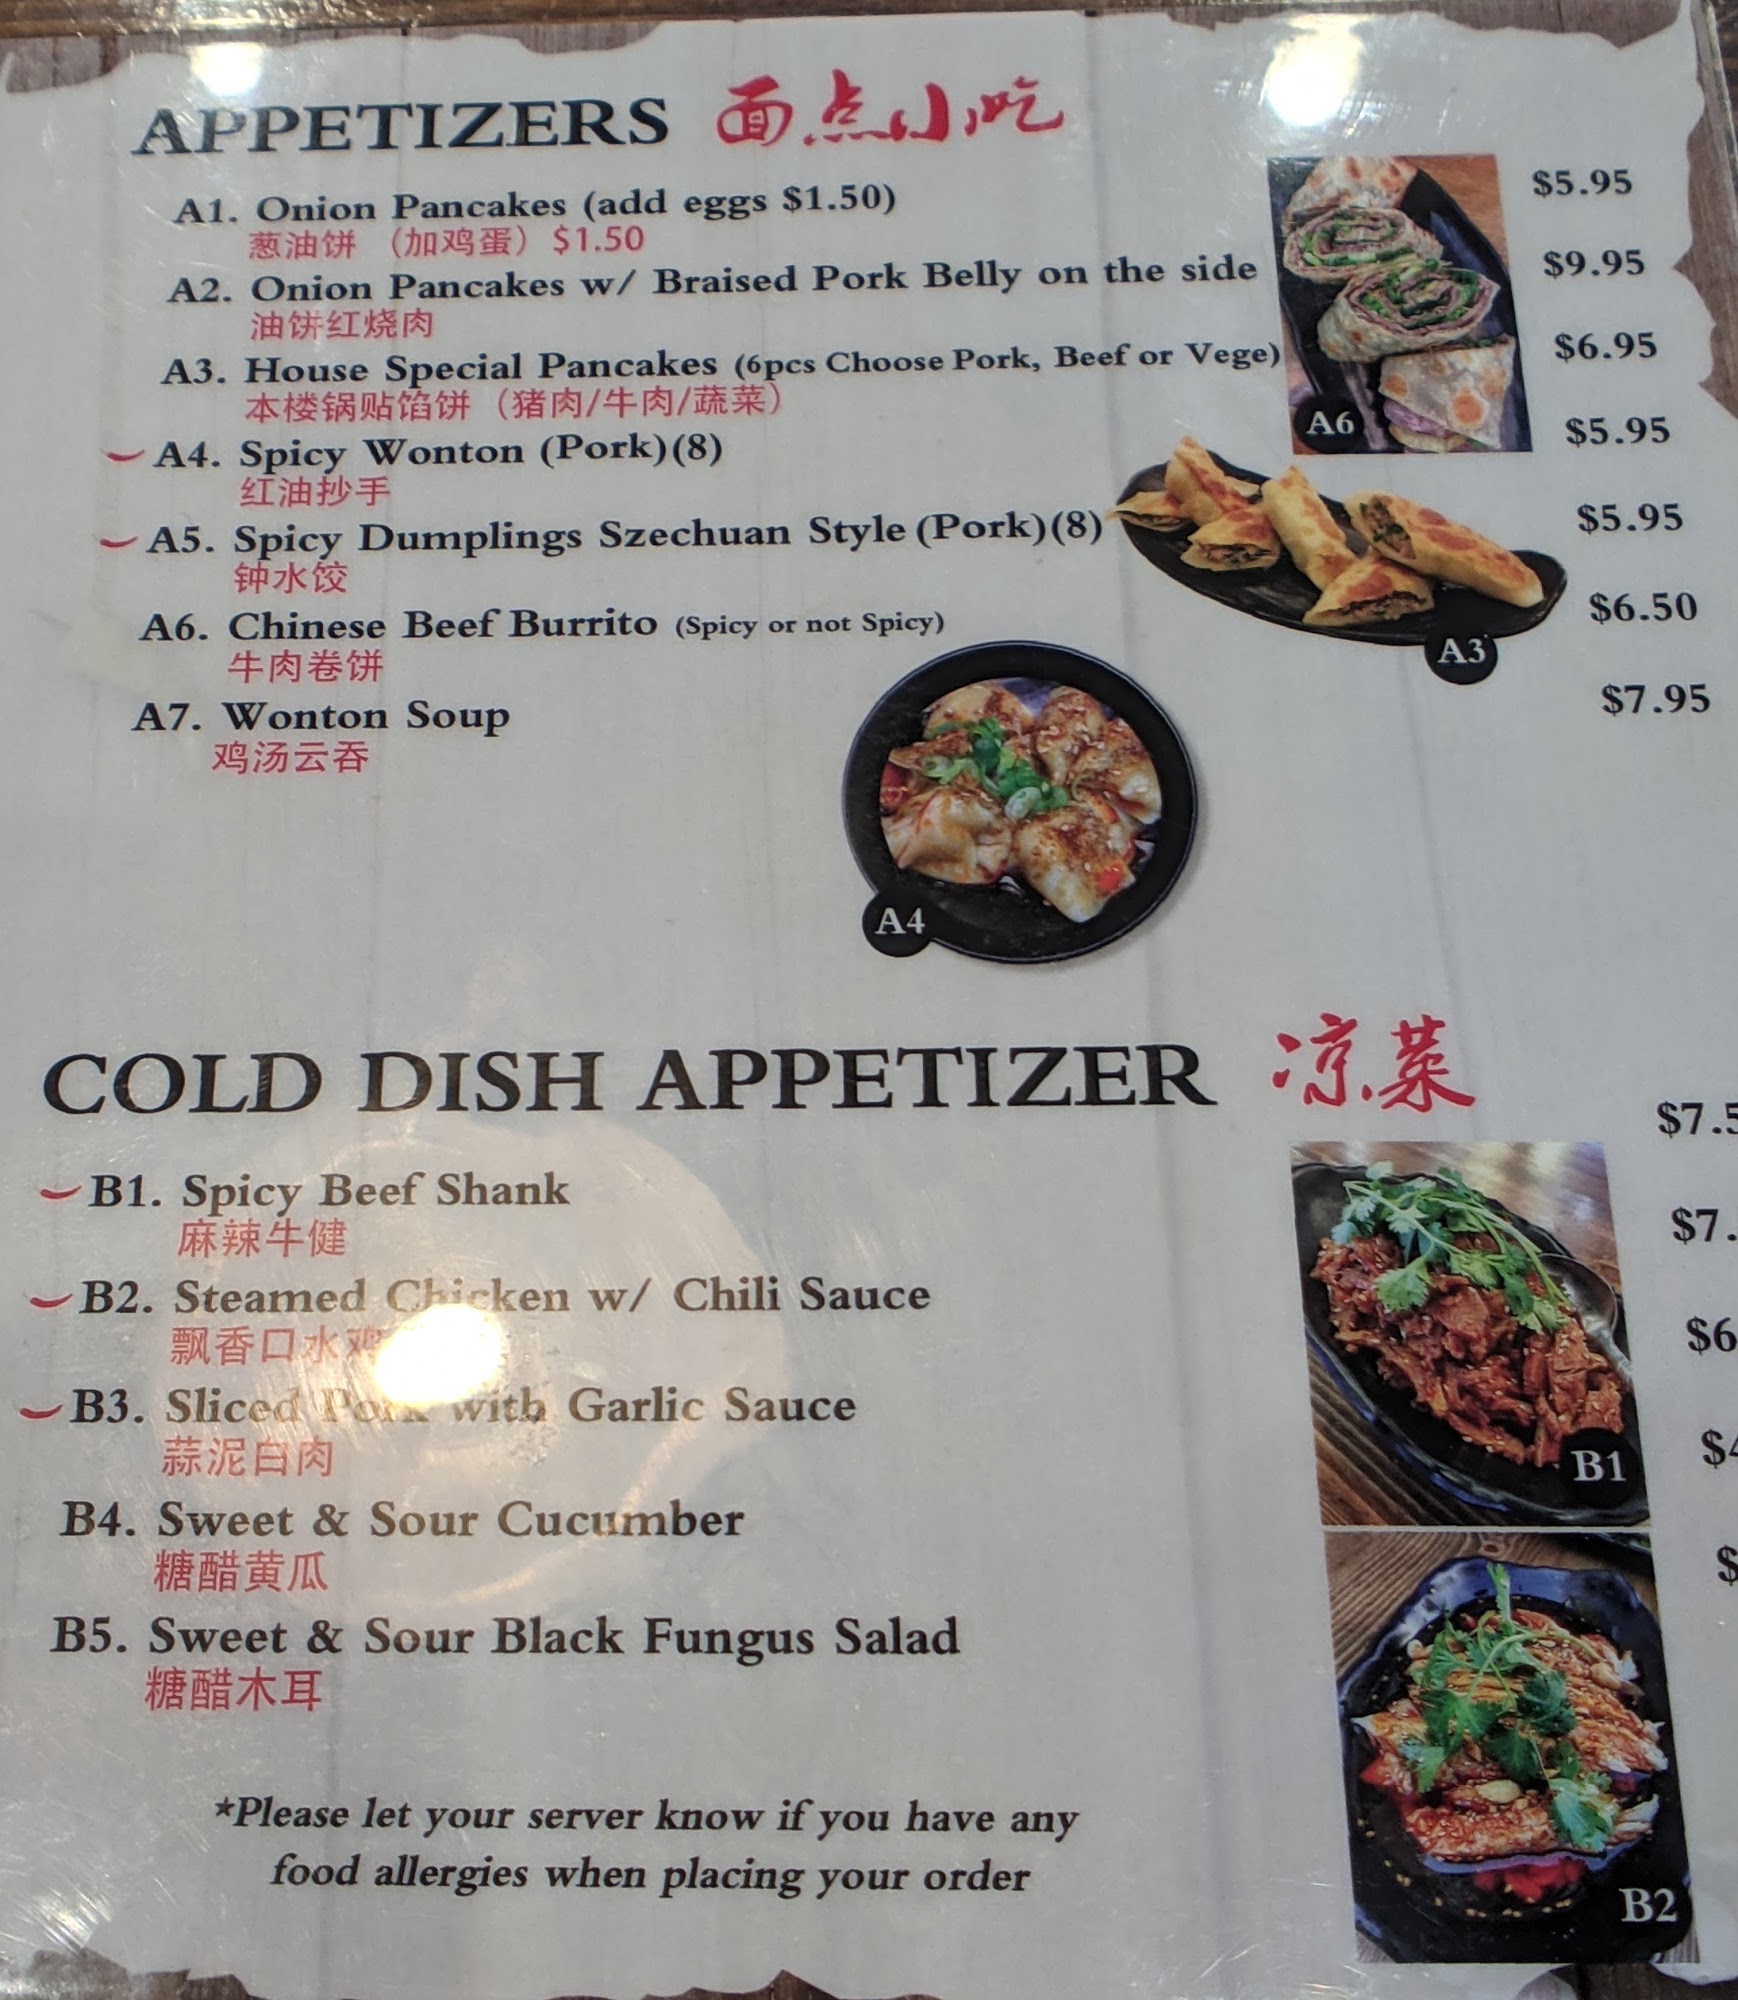 APPETIZERS 面点小吃
A1. Onion Pancakes (add eggs $1.50) $5.95
葱油饼 （加鸡蛋）$1.50
A2. Onion Pancakes w/ Braised Pork Belly on the side $9.95
油饼红烧肉
A3. House Special Pancakes (6pcs Choose Pork, Beef or Vege) $6.95
本楼锅贴馅饼（猪肉/牛肉/蔬菜）
A6
A4. Spicy Wonton (Pork)(8) $5.95
红油抄手
A5. Spicy Dumplings Szechuan Style (Pork)(8) $5.95
钟水饺
A6. Chinese Beef Burrito (Spicy or not Spicy) $6.50
牛肉卷饼
A3
A7. Wonton Soup $7.95
鸡汤云吞
A4
COLD DISH APPETIZER 凉菜
B1. Spicy Beef Shank
麻辣牛健
B2. Steamed Chicken w/ Chili Sauce
飘香口水鸡
B3. Sliced Pork with Garlic Sauce
蒜泥白肉
B1
B4. Sweet & Sour Cucumber
糖醋黄瓜
B5. Sweet & Sour Black Fungus Salad
糖醋木耳
*Please let your server know if you have any
food allergies when placing your order
B2